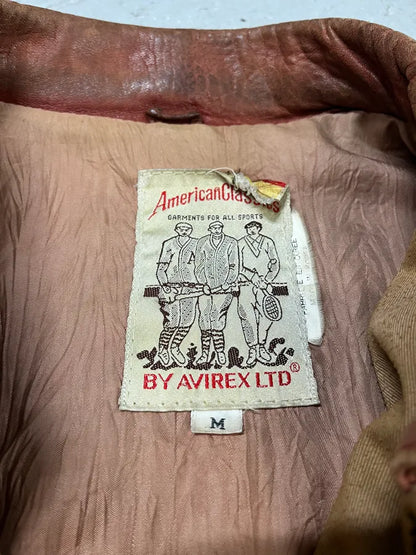 AmericanClassics
GARMENTS FOR ALL SPORTS
A
BY AVIREX LTD®
M